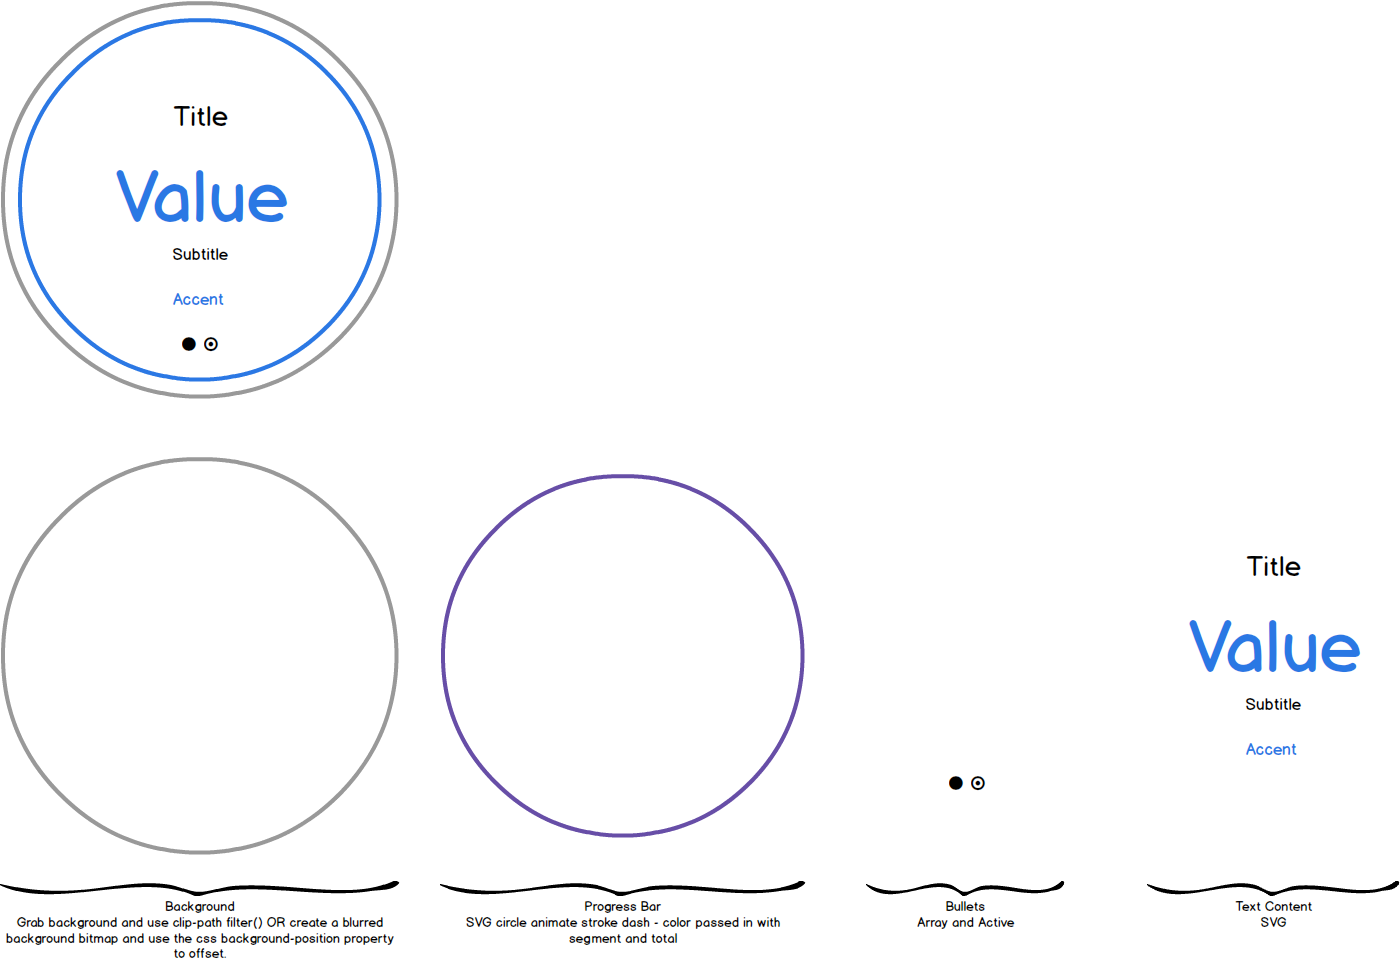 Title
Value
Subtitle
Accent
Title
Value
Subtitle
Accent
Background
Grab background and use clip-path filter() OR create a blurred
background bitmap and use the css background-position property
to offset.
Progress Bar
SVG circle animate stroke dash - color passed in with
segment and total
Bullets
Array and Active
Text Content
SVG